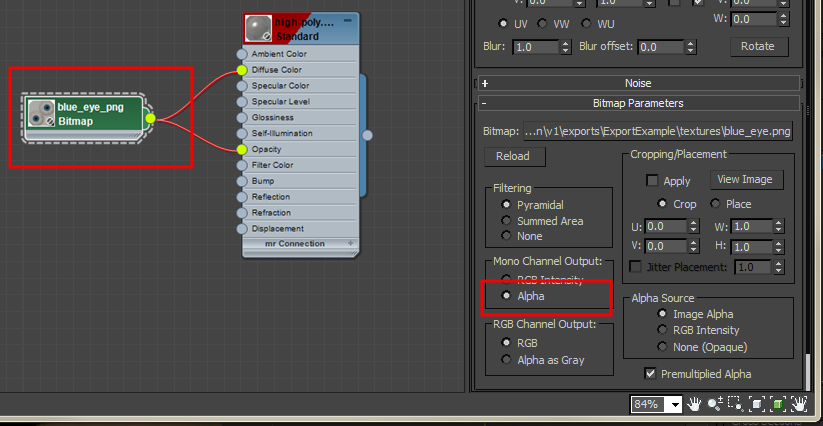 high-poly....
Standard
Ambient Color
Diffuse Color
Specular Color
Specular Level
Glossiness
Self-Illumination
Opacity
Filter Color
Bump
Reflection
Refraction
Displacement
mr Connection +
blue_eye_png
Bitmap
V: 0.0 1.0
W: 0.0
UV VW WU
Blur: 1.0 Blur offset: 0.0 Rotate
+ Noise
- Bitmap Parameters
Bitmap: ...n\v1\exports\ExportExample\textures\blue_eye.png
Reload
Cropping/Placement
Apply View Image
Crop Place
U: 0.0 W: 1.0
V: 0.0 H: 1.0
Jitter Placement: 1.0
Filtering
Pyramidal
Summed Area
None
Mono Channel Output:
RGB Intensity
Alpha
RGB Channel Output:
RGB
Alpha as Gray
Alpha Source
Image Alpha
RGB Intensity
None (Opaque)
Premultiplied Alpha
84%